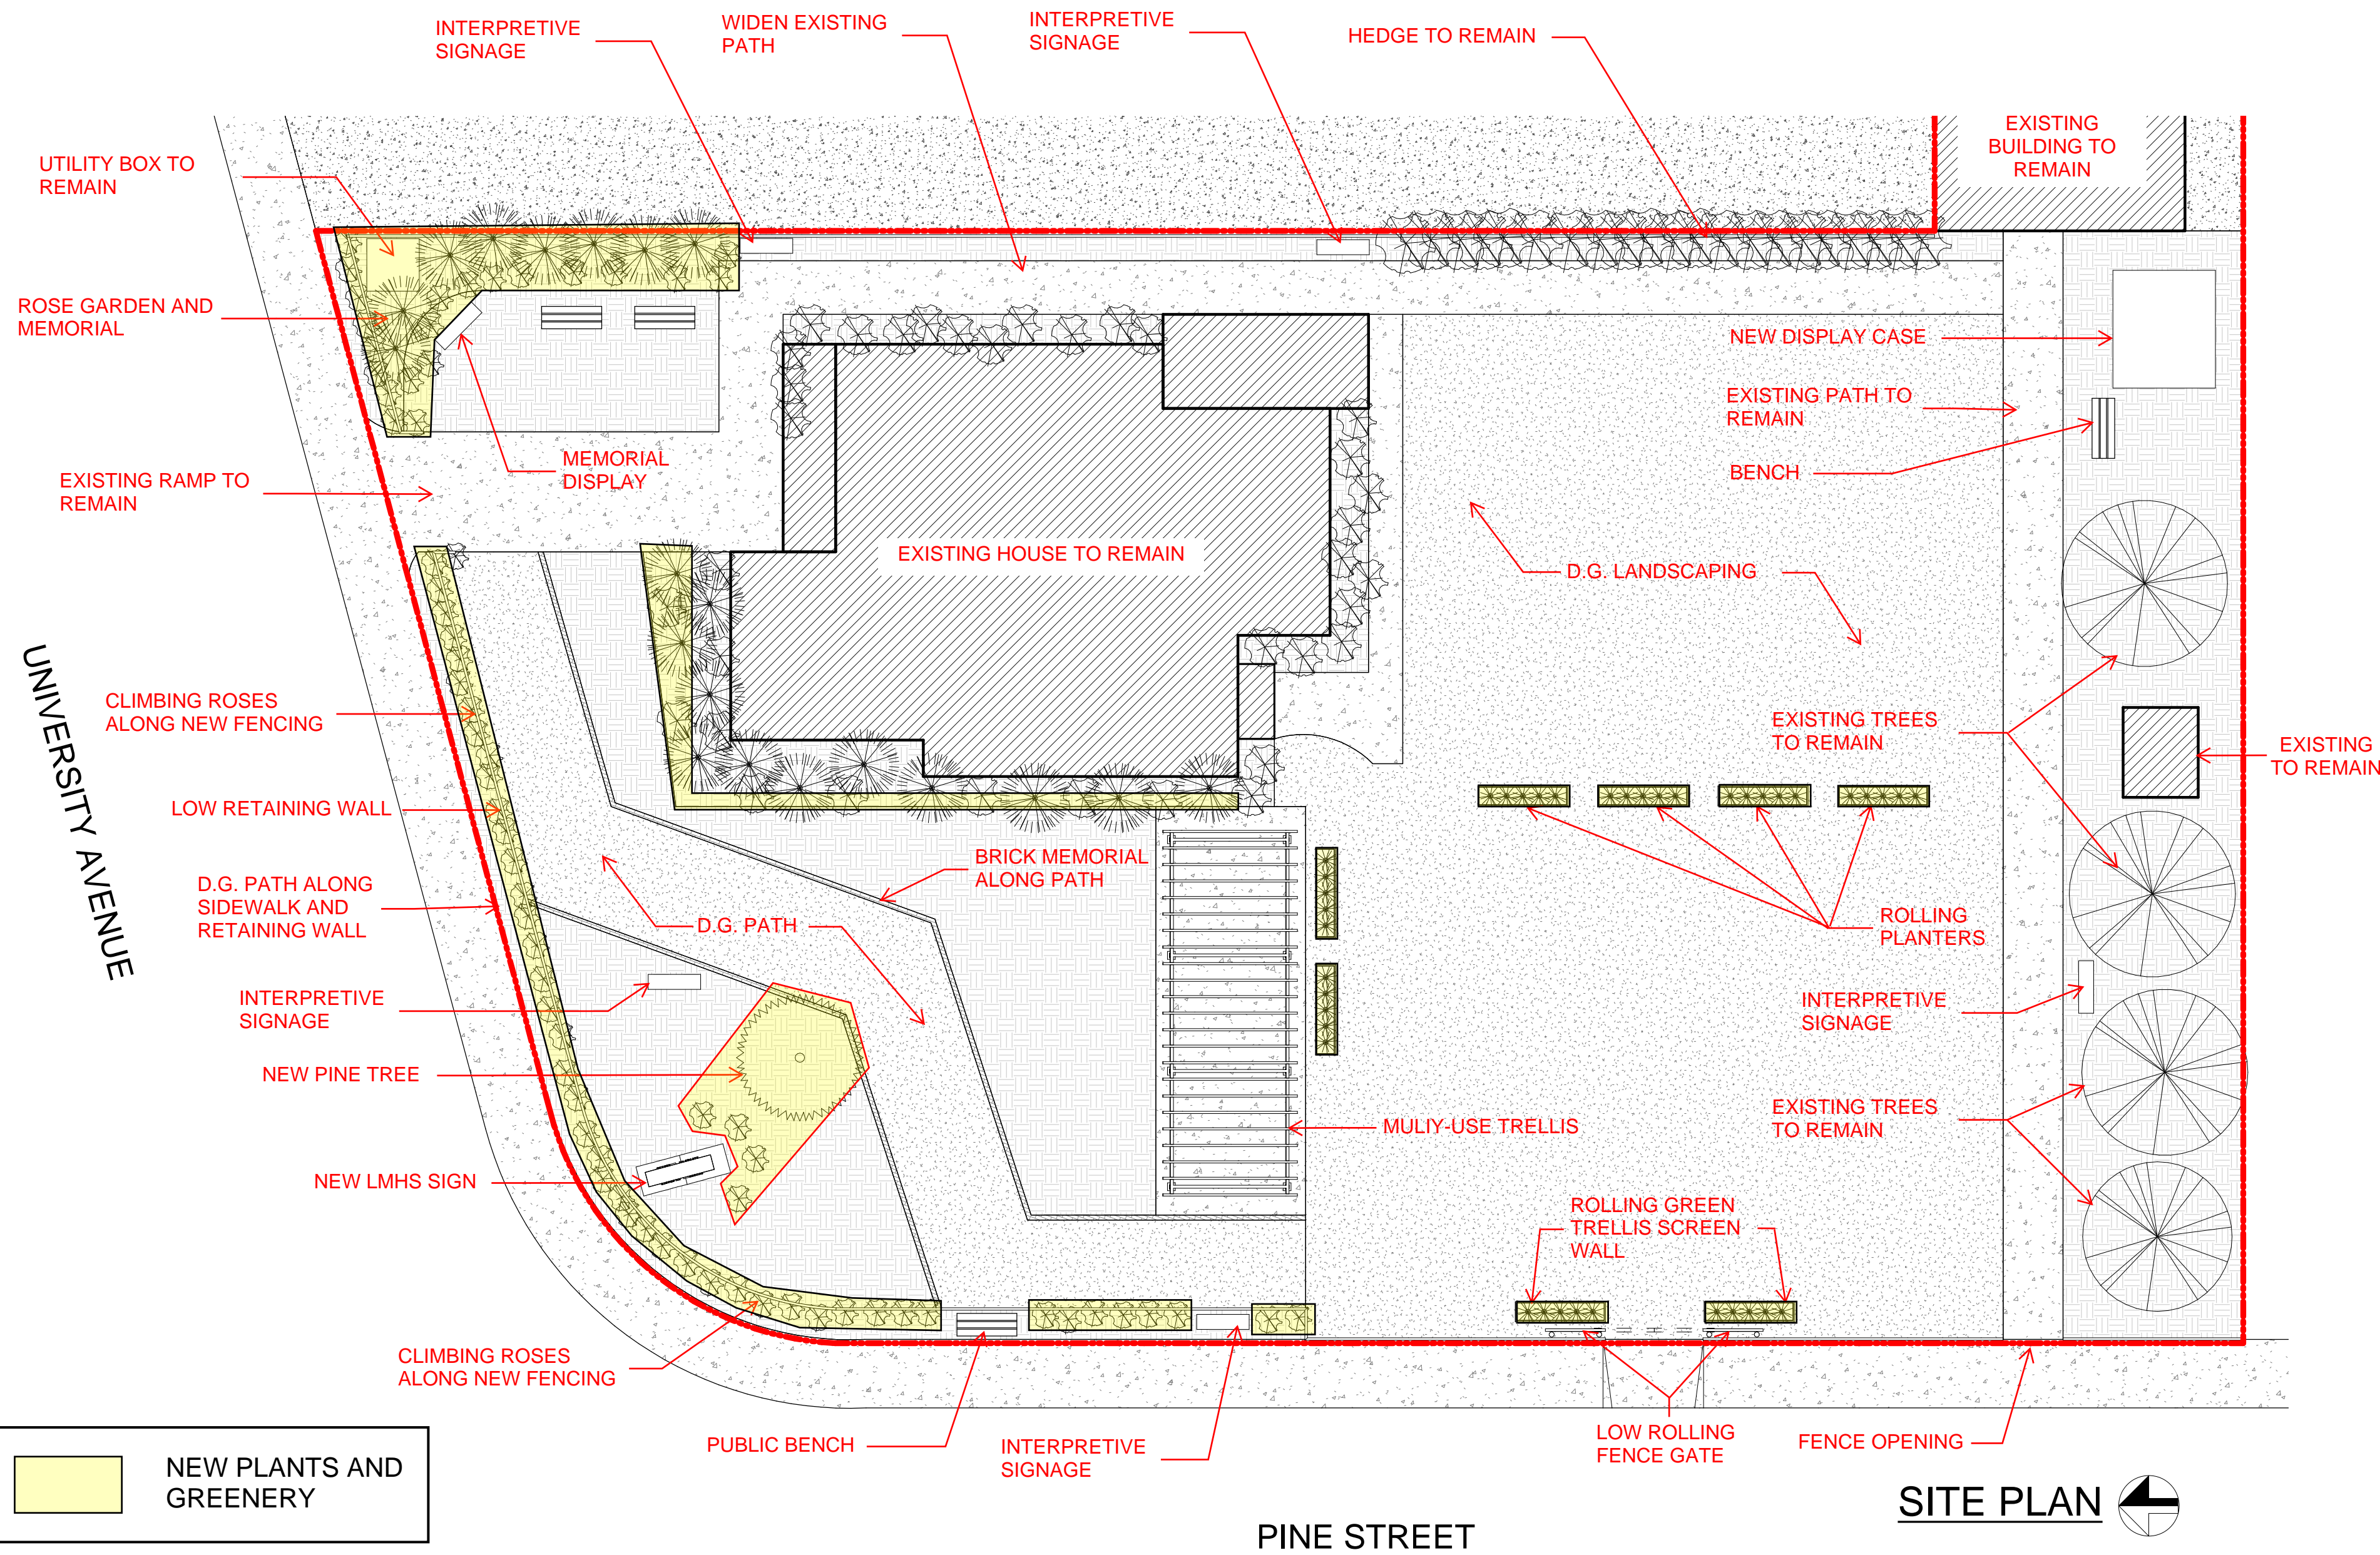 INTERPRETIVE
SIGNAGE
WIDEN EXISTING
PATH
INTERPRETIVE
SIGNAGE
HEDGE TO REMAIN
EXISTING
BUILDING TO
REMAIN
UTILITY BOX TO
REMAIN
ROSE GARDEN AND
MEMORIAL
NEW DISPLAY CASE
EXISTING PATH TO
REMAIN
BENCH
MEMORIAL
DISPLAY
EXISTING RAMP TO
REMAIN
EXISTING HOUSE TO REMAIN
D.G. LANDSCAPING
UNIVERSITY AVENUE
CLIMBING ROSES
ALONG NEW FENCING
EXISTING TREES
TO REMAIN
EXISTING
TO REMAIN
LOW RETAINING WALL
BRICK MEMORIAL
ALONG PATH
D.G. PATH ALONG
SIDEWALK AND
RETAINING WALL
D.G. PATH
ROLLING
PLANTERS
INTERPRETIVE
SIGNAGE
INTERPRETIVE
SIGNAGE
NEW PINE TREE
EXISTING TREES
TO REMAIN
MULIY-USE TRELLIS
NEW LMHS SIGN
ROLLING GREEN
TRELLIS SCREEN
WALL
CLIMBING ROSES
ALONG NEW FENCING
PUBLIC BENCH
INTERPRETIVE
SIGNAGE
LOW ROLLING
FENCE GATE
FENCE OPENING
NEW PLANTS AND
GREENERY
SITE PLAN
PINE STREET